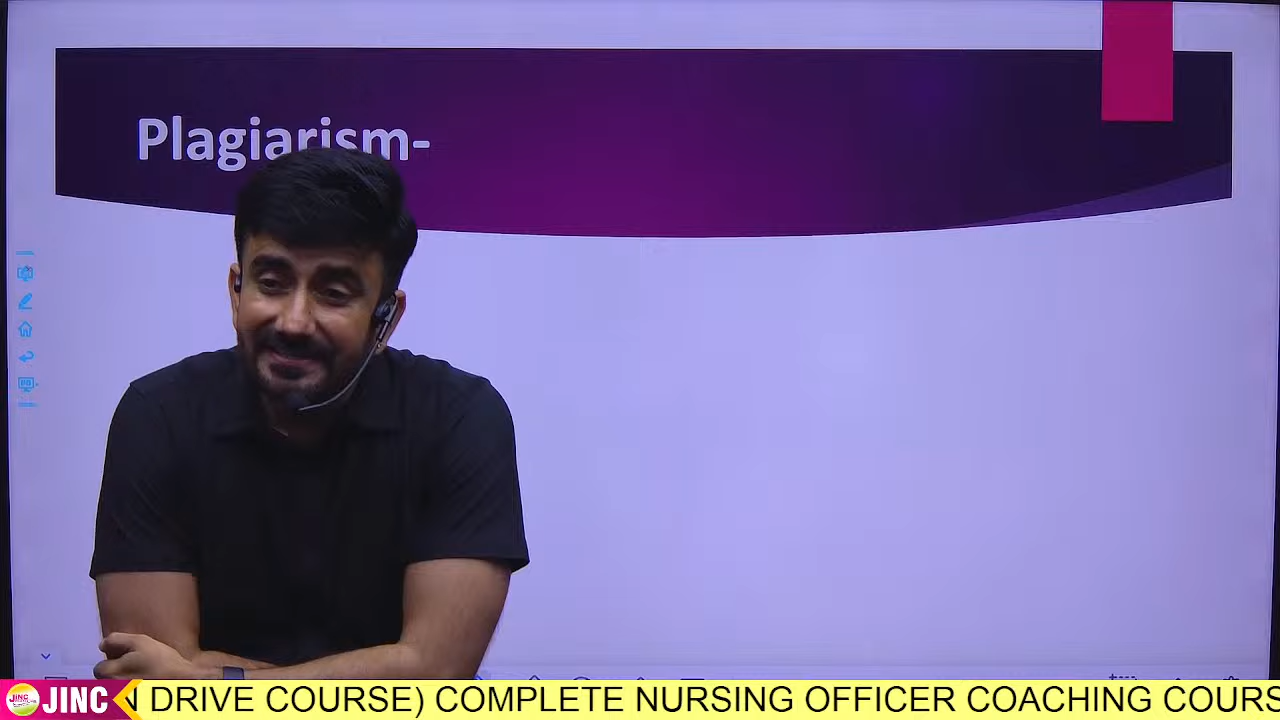 Plagiarism-
JINC
N DRIVE COURSE) COMPLETE NURSING OFFICER COACHING COURS